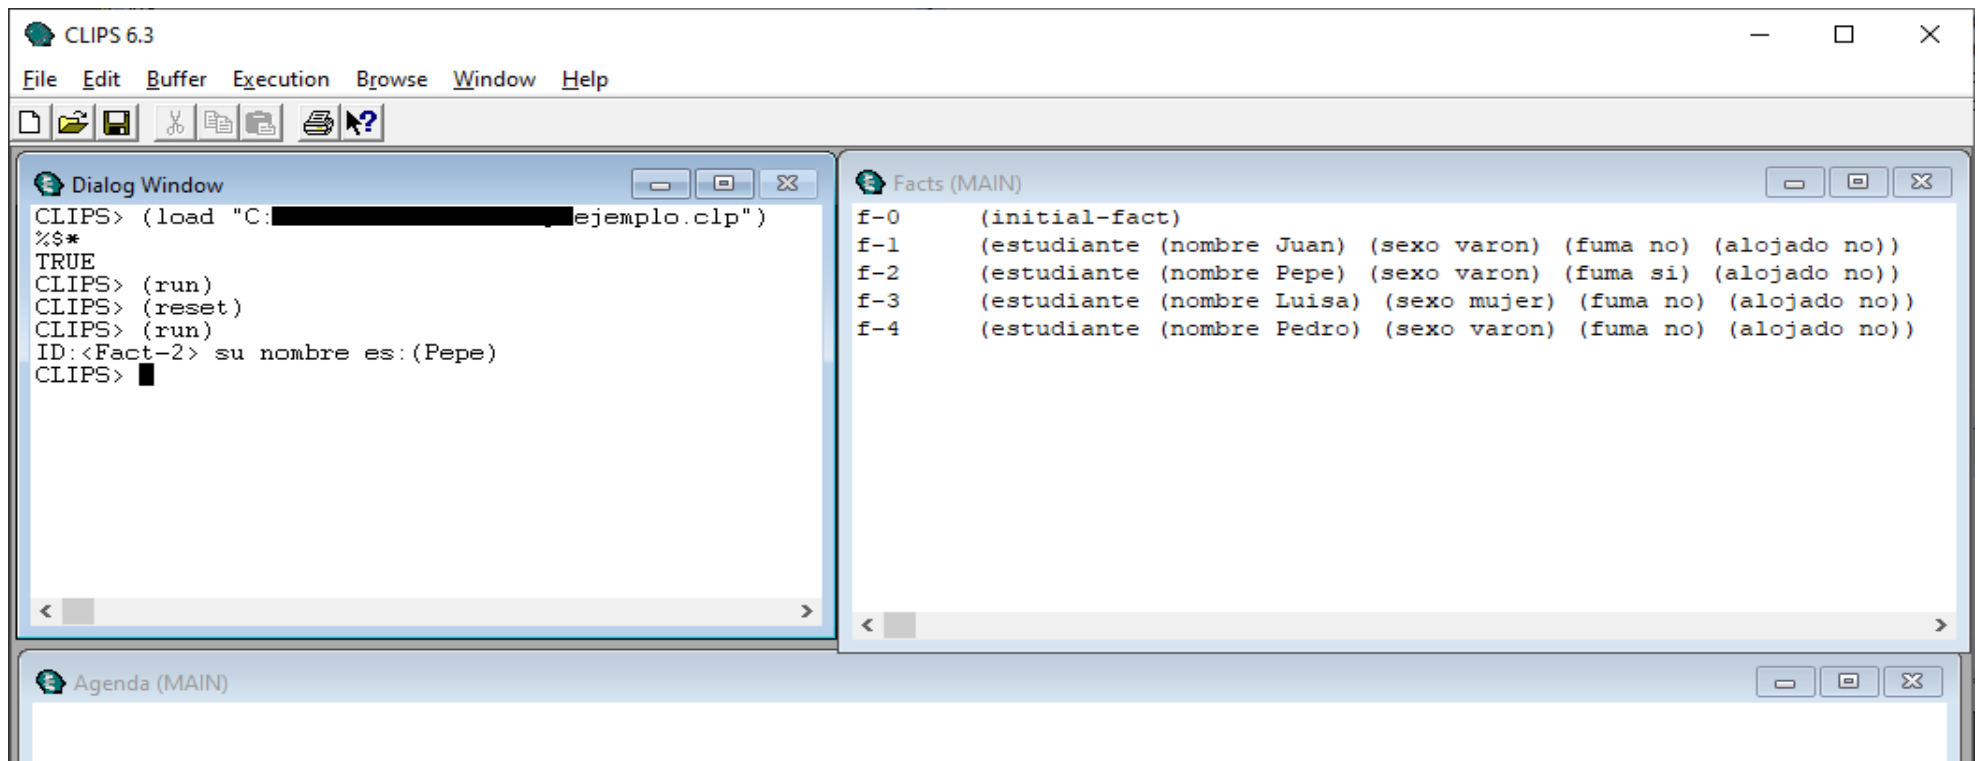 CLIPS 6.3
File Edit Buffer Execution Browse Window Help
Dialog Window
CLIPS> (load "C: ejemplo.clp")
%$*
TRUE
CLIPS> (run)
CLIPS> (reset)
CLIPS> (run)
ID:<Fact-2> su nombre es:(Pepe)
CLIPS>
Facts (MAIN)
f-0 (initial-fact)
f-1 (estudiante (nombre Juan) (sexo varon) (fuma no) (alojado no))
f-2 (estudiante (nombre Pepe) (sexo varon) (fuma si) (alojado no))
f-3 (estudiante (nombre Luisa) (sexo mujer) (fuma no) (alojado no))
f-4 (estudiante (nombre Pedro) (sexo varon) (fuma no) (alojado no))
Agenda (MAIN)